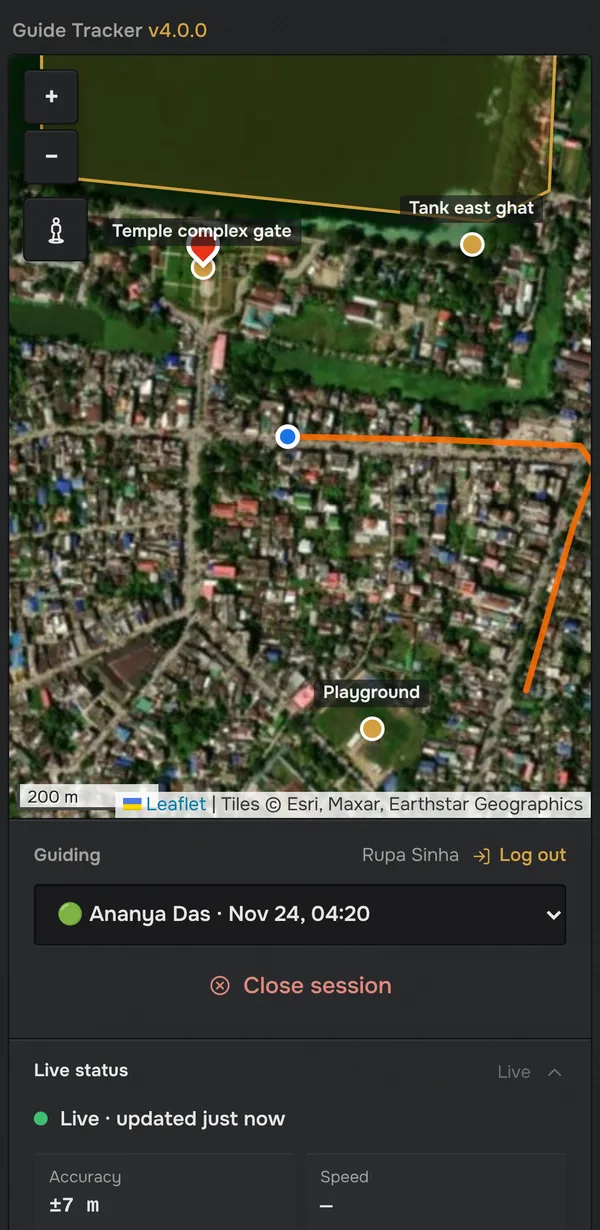 Guide Tracker v4.0.0
+
−
Tank east ghat
Temple complex gate
Playground
200 m
Leaflet | Tiles © Esri, Maxar, Earthstar Geographics
Guiding Rupa Sinha Log out
Ananya Das · Nov 24, 04:20
Close session
Live status Live
Live · updated just now
Accuracy Speed
±7 m –